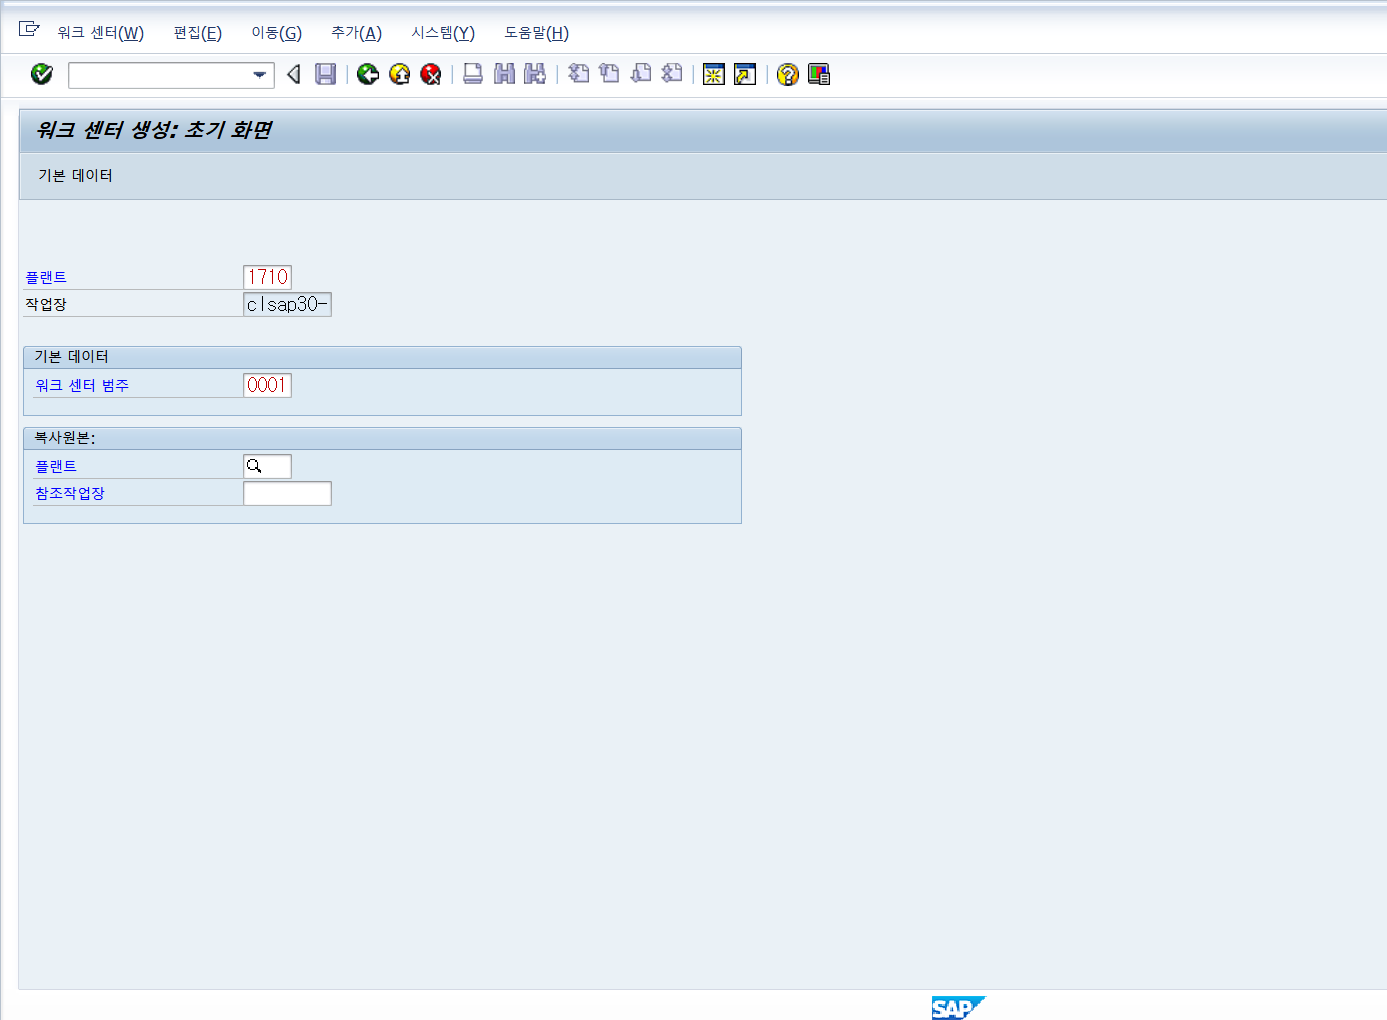 워크 센터(W) 편집(E) 이동(G) 추가(A) 시스템(Y) 도움말(H)
워크 센터 생성: 초기 화면
기본 데이터
플랜트 1710
작업장 clsap30-
기본 데이터
워크 센터 범주 0001
복사원본:
플랜트
참조작업장
SAP